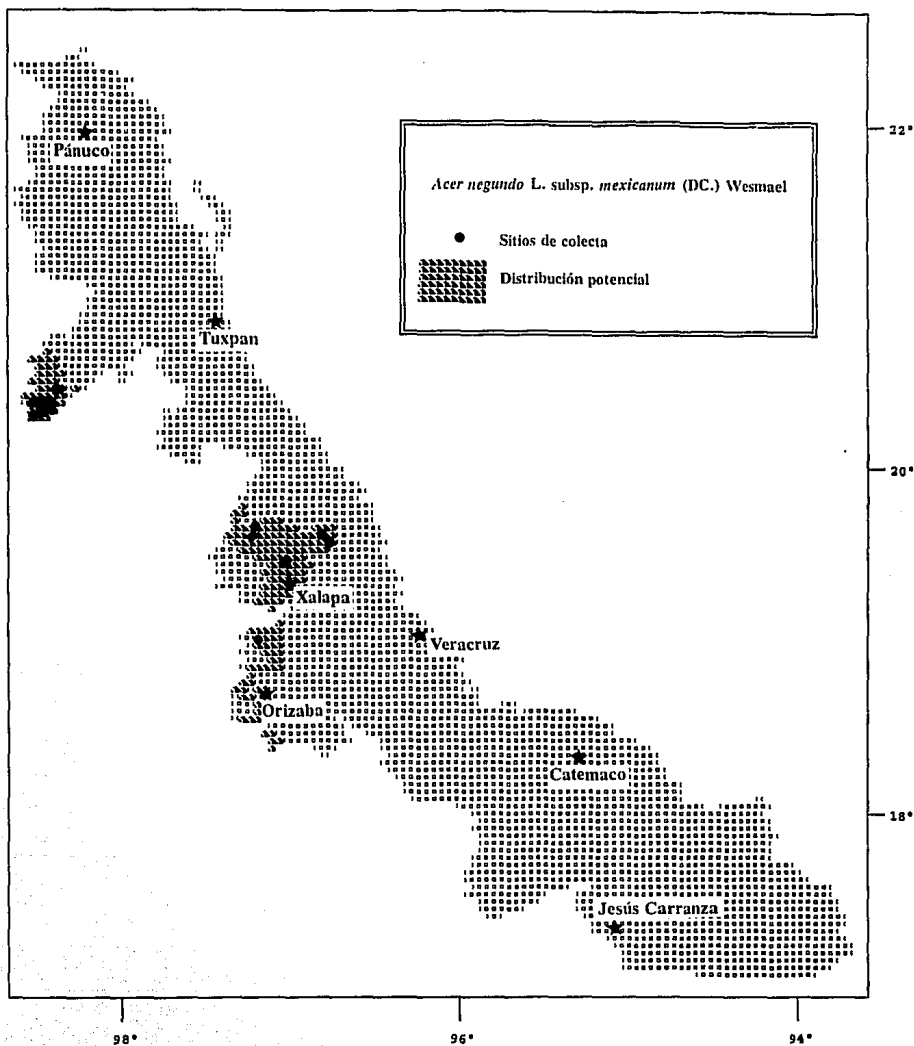 22°
Pánuco
Acer negundo L. subsp. mexicanum (DC.) Wesmael
Sitios de colecta
Distribución potencial
Tuxpan
20°
Xalapa
Veracruz
Orizaba
Catemaco
18°
Jesús Carranza
98°
96°
94°